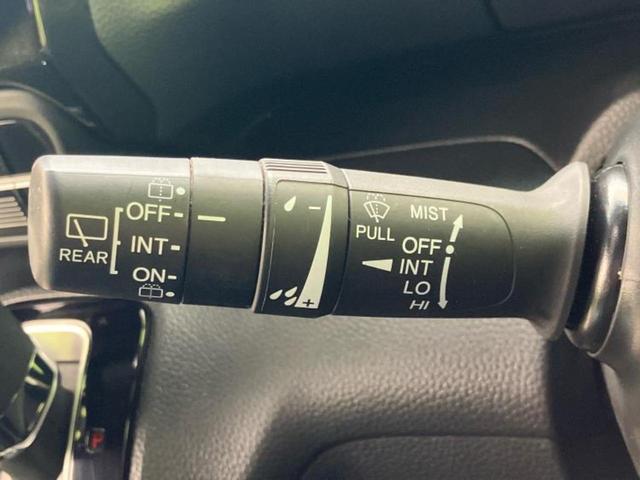 REAR
OFF
INT
ON
−
+
PULL
MIST
OFF
INT
LO
HI